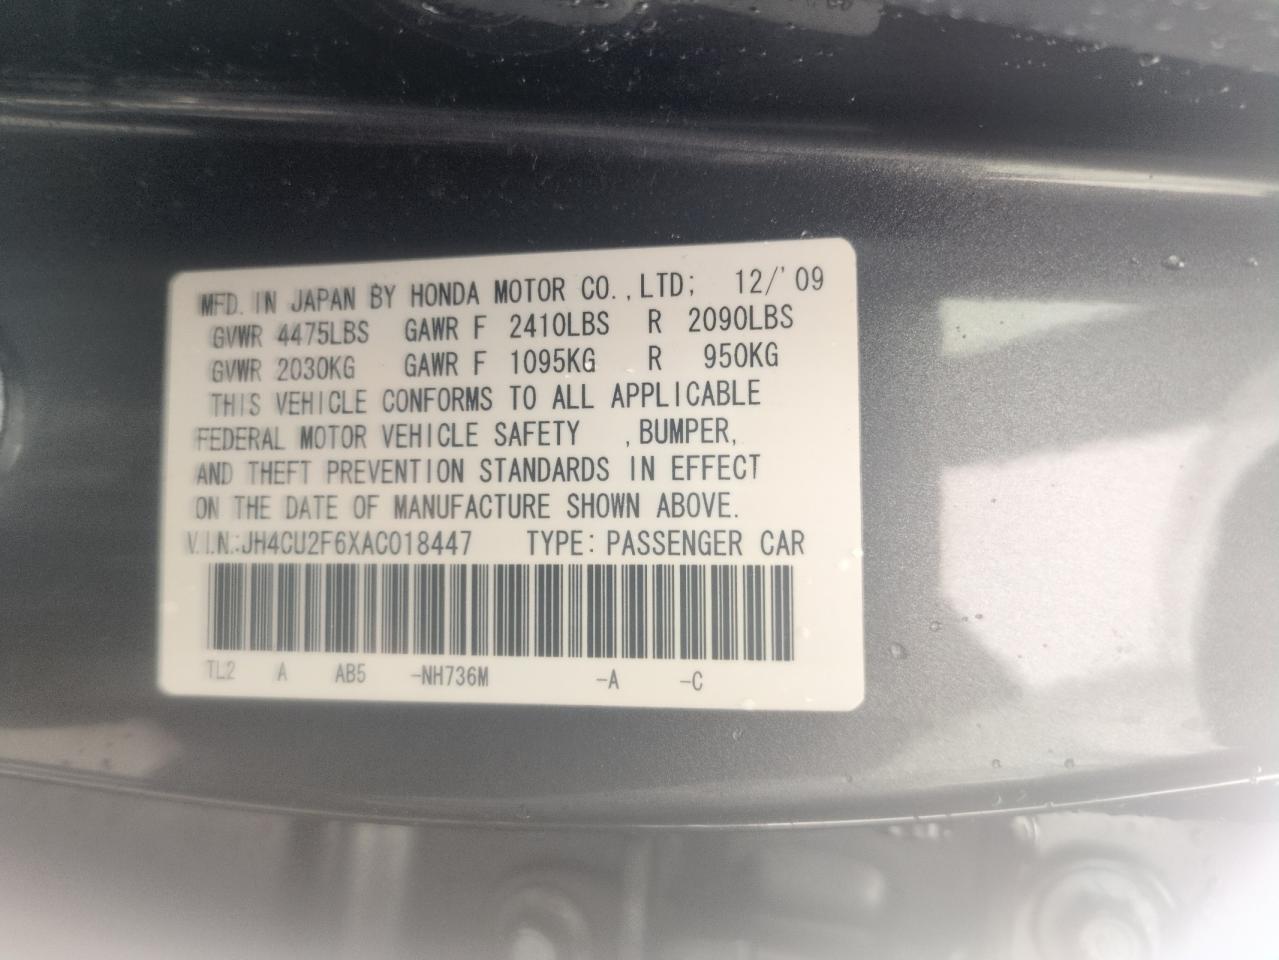 MFD. IN JAPAN BY HONDA MOTOR CO.,LTD; 12/'09
GVWR 4475LBS GAWR F 2410LBS R 2090LBS
GVWR 2030KG GAWR F 1095KG R 950KG
THIS VEHICLE CONFORMS TO ALL APPLICABLE
FEDERAL MOTOR VEHICLE SAFETY ,BUMPER,
AND THEFT PREVENTION STANDARDS IN EFFECT
ON THE DATE OF MANUFACTURE SHOWN ABOVE.
V.I.N.:JH4CU2F6XAC018447 TYPE: PASSENGER CAR
TL2 A AB5 -NH736M -A -C